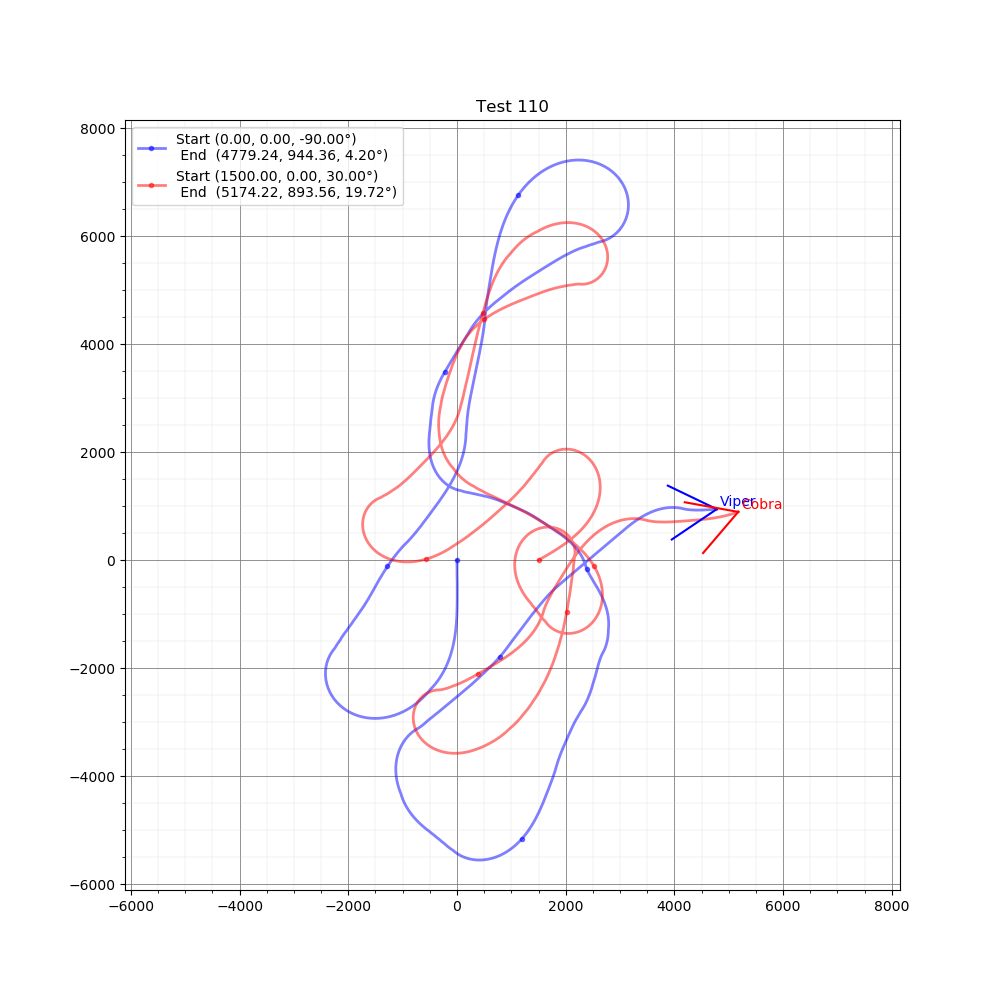 Test 110
Start (0.00, 0.00, -90.00°)
End (4779.24, 944.36, 4.20°)
Start (1500.00, 0.00, 30.00°)
End (5174.22, 893.56, 19.72°)
8000
6000
4000
2000
0
−2000
−4000
−6000
Viper
Cobra
−6000 −4000 −2000 0 2000 4000 6000 8000